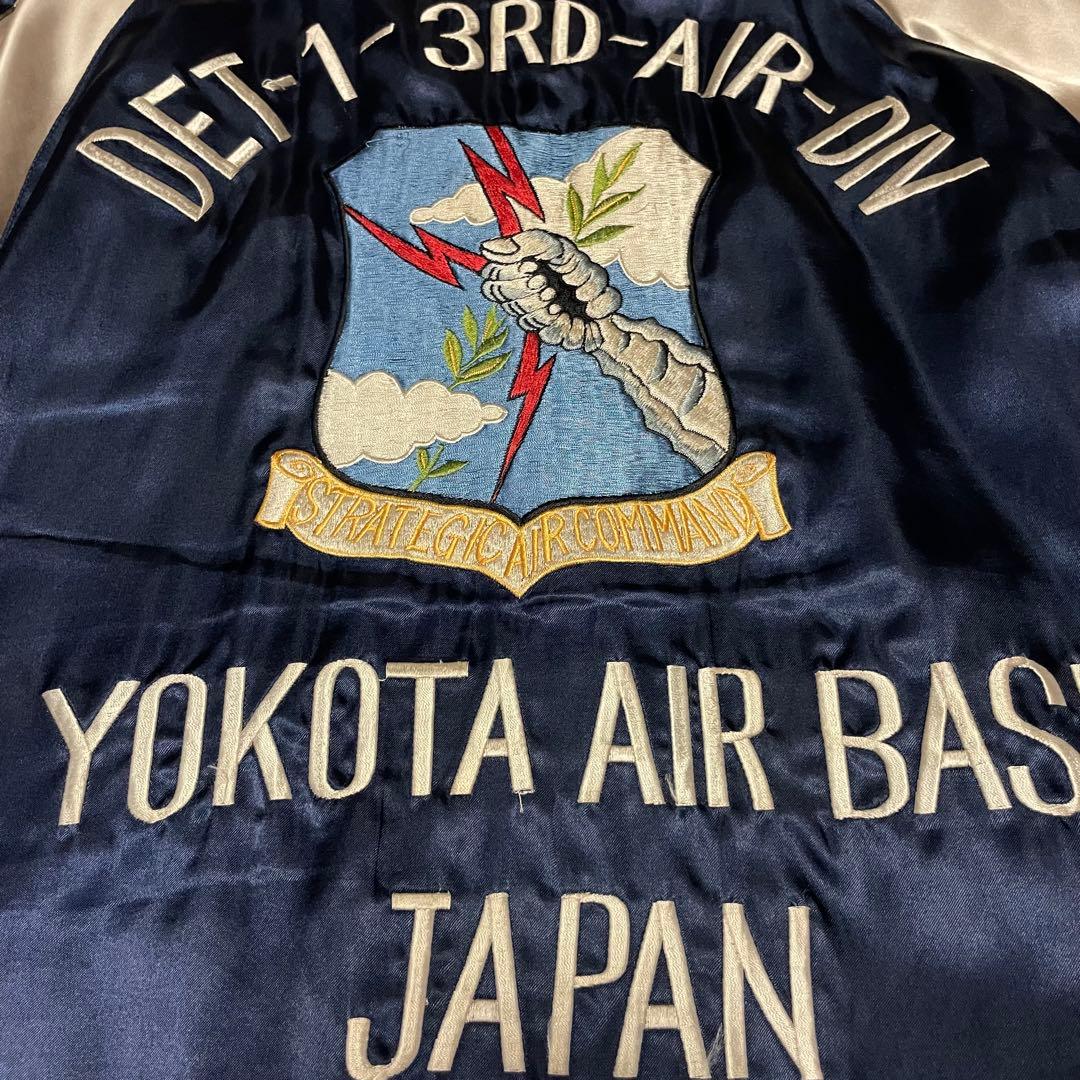 DET-1-3RD-AIR-DIV
STRATEGIC AIR COMMAND
YOKOTA AIR BAS
JAPAN